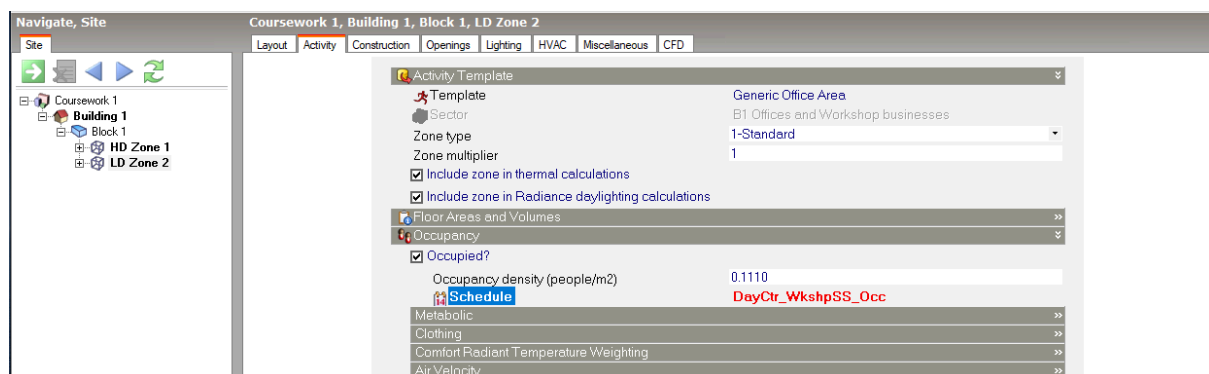 Navigate, Site
Coursework 1, Building 1, Block 1, LD Zone 2
Site
Layout Activity Construction Openings Lighting HVAC Miscellaneous CFD
Coursework 1
Building 1
Block 1
HD Zone 1
LD Zone 2
Activity Template
Template Generic Office Area
Sector B1 Offices and Workshop businesses
Zone type 1-Standard
Zone multiplier 1
Include zone in thermal calculations
Include zone in Radiance daylighting calculations
Floor Areas and Volumes
Occupancy
Occupied?
Occupancy density (people/m2) 0.1110
Schedule DayCtr_WkshpSS_Occ
Metabolic
Clothing
Comfort Radiant Temperature Weighting
Air Velocity